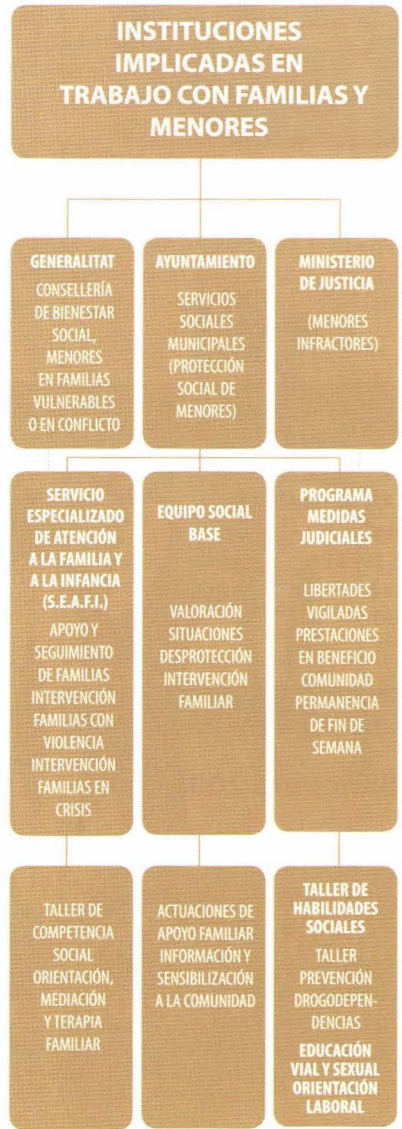 INSTITUCIONES
IMPLICADAS EN
TRABAJO CON FAMILIAS Y
MENORES
GENERALITAT
CONSELLERÍA
DE BIENESTAR
SOCIAL,
MENORES
EN FAMILIAS
VULNERABLES
O EN CONFLICTO
AYUNTAMIENTO
SERVICIOS
SOCIALES
MUNICIPALES
(PROTECCIÓN
SOCIAL DE
MENORES)
MINISTERIO
DE JUSTICIA
(MENORES
INFRACTORES)
SERVICIO
ESPECIALIZADO
DE ATENCIÓN
A LA FAMILIA Y
A LA INFANCIA
(S.E.A.F.I.)
APOYO Y
SEGUIMIENTO
DE FAMILIAS
INTERVENCIÓN
FAMILIAS CON
VIOLENCIA
INTERVENCIÓN
FAMILIAS EN
CRISIS
EQUIPO SOCIAL
BASE
VALORACIÓN
SITUACIONES
DESPROTECCIÓN
INTERVENCIÓN
FAMILIAR
PROGRAMA
MEDIDAS
JUDICIALES
LIBERTADES
VIGILADAS
PRESTACIONES
EN BENEFICIO
COMUNIDAD
PERMANENCIA
DE FIN DE
SEMANA
TALLER DE
COMPETENCIA
SOCIAL
ORIENTACIÓN,
MEDIACIÓN
Y TERAPIA
FAMILIAR
ACTUACIONES DE
APOYO FAMILIAR
INFORMACIÓN Y
SENSIBILIZACIÓN
A LA COMUNIDAD
TALLER DE
HABILIDADES
SOCIALES
TALLER
PREVENCIÓN
DROGODEPEN-
DENCIAS
EDUCACIÓN
VIAL Y SEXUAL
ORIENTACIÓN
LABORAL